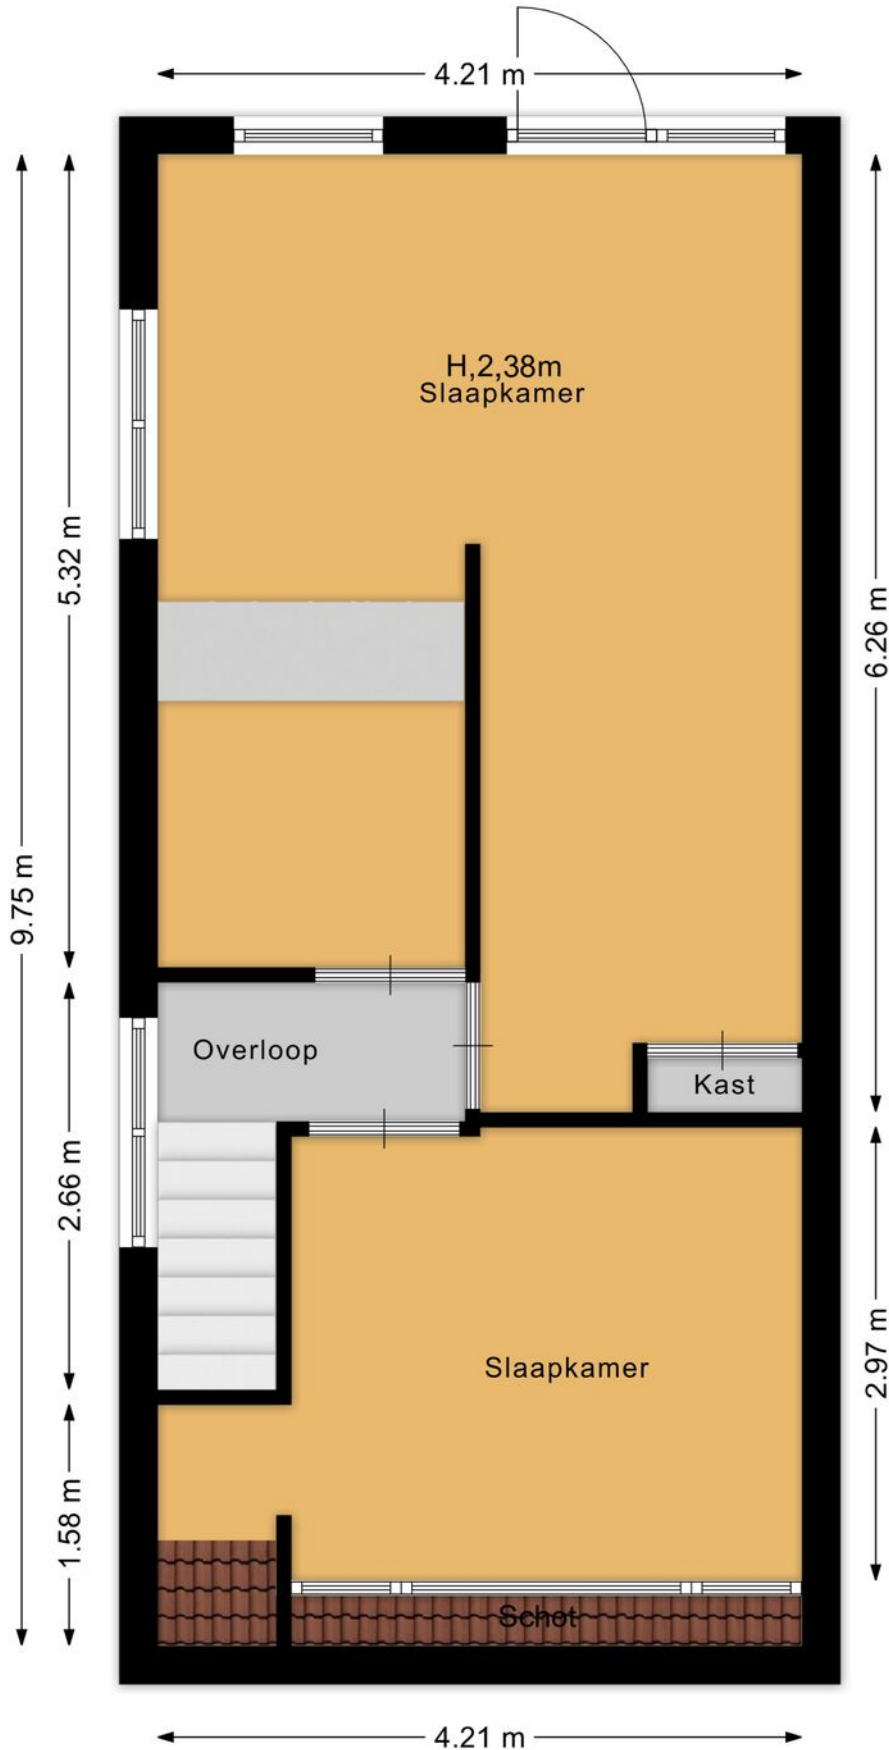 4.21 m
H,2,38m
Slaapkamer
5.32 m
6.26 m
9.75 m
Overloop
Kast
2.66 m
Slaapkamer
2.97 m
1.58 m
Schot
4.21 m